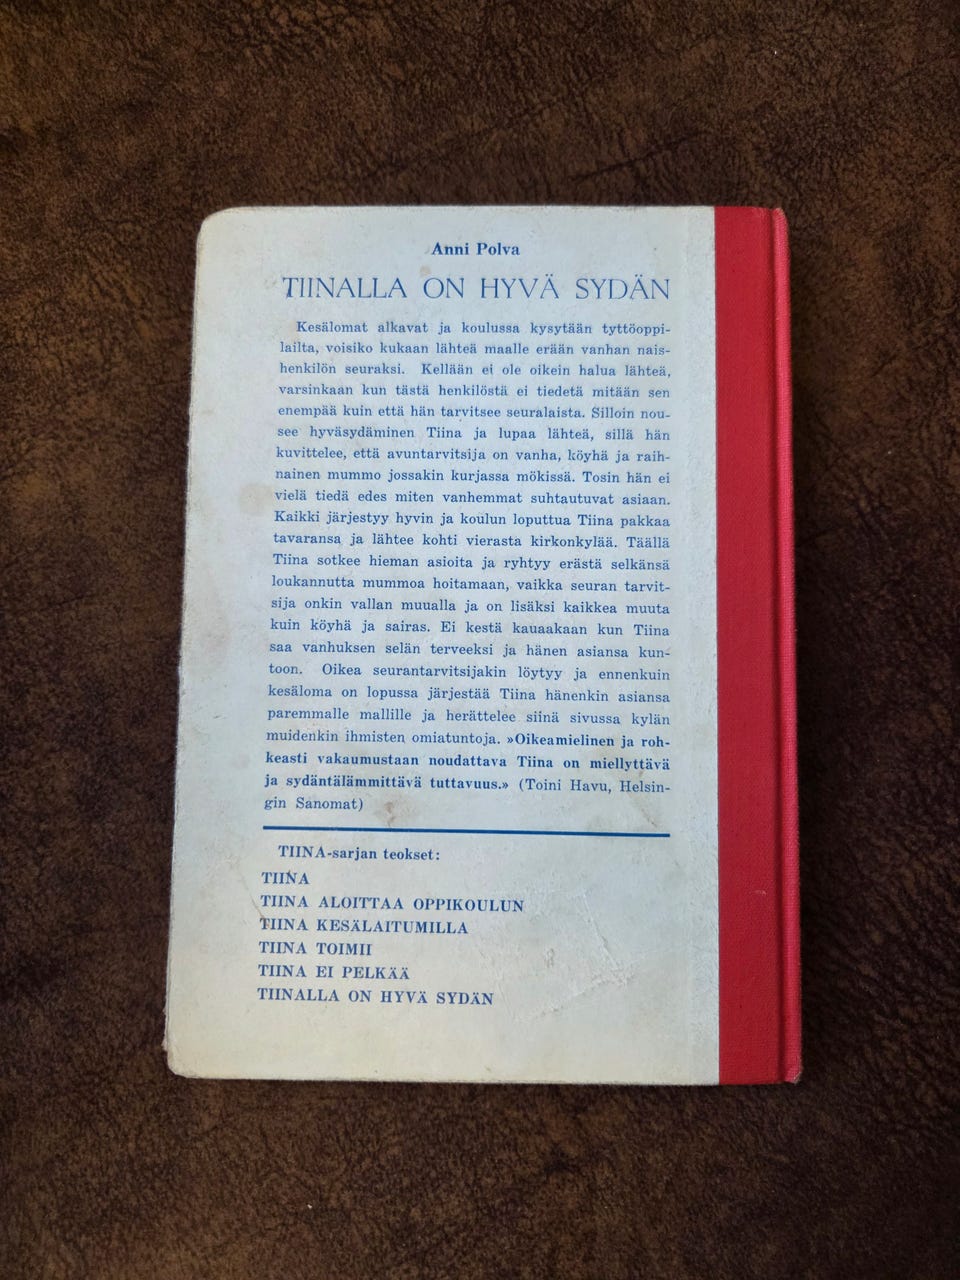 Anni Polva
TIINALLA ON HYVÄ SYDÄN
Kesälomat alkavat ja koulussa kysytään tyttöoppi-
lailta, voisiko kukaan lähteä maalle erään vanhan nais-
henkilön seuraksi. Kellään ei ole oikein halua lähteä,
varsinkaan kun tästä henkilöstä ei tiedetä mitään sen
enempää kuin että hän tarvitsee seuralaista. Silloin nou-
see hyväsydäminen Tiina ja lupaa lähteä, sillä hän
kuvittelee, että avuntarvitsija on vanha, köyhä ja raih-
nainen mummo jossakin kurjassa mökissä. Tosin hän ei
vielä tiedä edes miten vanhemmat suhtautuvat asiaan.
Kaikki järjestyy hyvin ja koulun loputtua Tiina pakkaa
tavaransa ja lähtee kohti vierasta kirkonkylää. Täällä
Tiina sotkee hieman asioita ja ryhtyy erästä selkänsä
loukannutta mummoa hoitamaan, vaikka seuran tarvit-
sija onkin vallan muualla ja on lisäksi kaikkea muuta
kuin köyhä ja sairas. Ei kestä kauaakaan kun Tiina
saa vanhuksen selän terveeksi ja hänen asiansa kun-
toon. Oikea seurantarvitsijakin löytyy ja ennenkuin
kesäloma on lopussa järjestää Tiina hänenkin asiansa
paremmalle mallille ja herättelee siinä sivussa kylän
muidenkin ihmisten omiatuntoja. »Oikeamielinen ja roh-
keasti vakaumustaan noudattava Tiina on miellyttävä
ja sydäntälämmittävä tuttavuus.» (Toini Havu, Helsin-
gin Sanomat)
TIINA-sarjan teokset:
TIINA
TIINA ALOITTAA OPPIKOULUN
TIINA KESÄLAITUMILLA
TIINA TOIMII
TIINA EI PELKÄÄ
TIINALLA ON HYVÄ SYDÄN